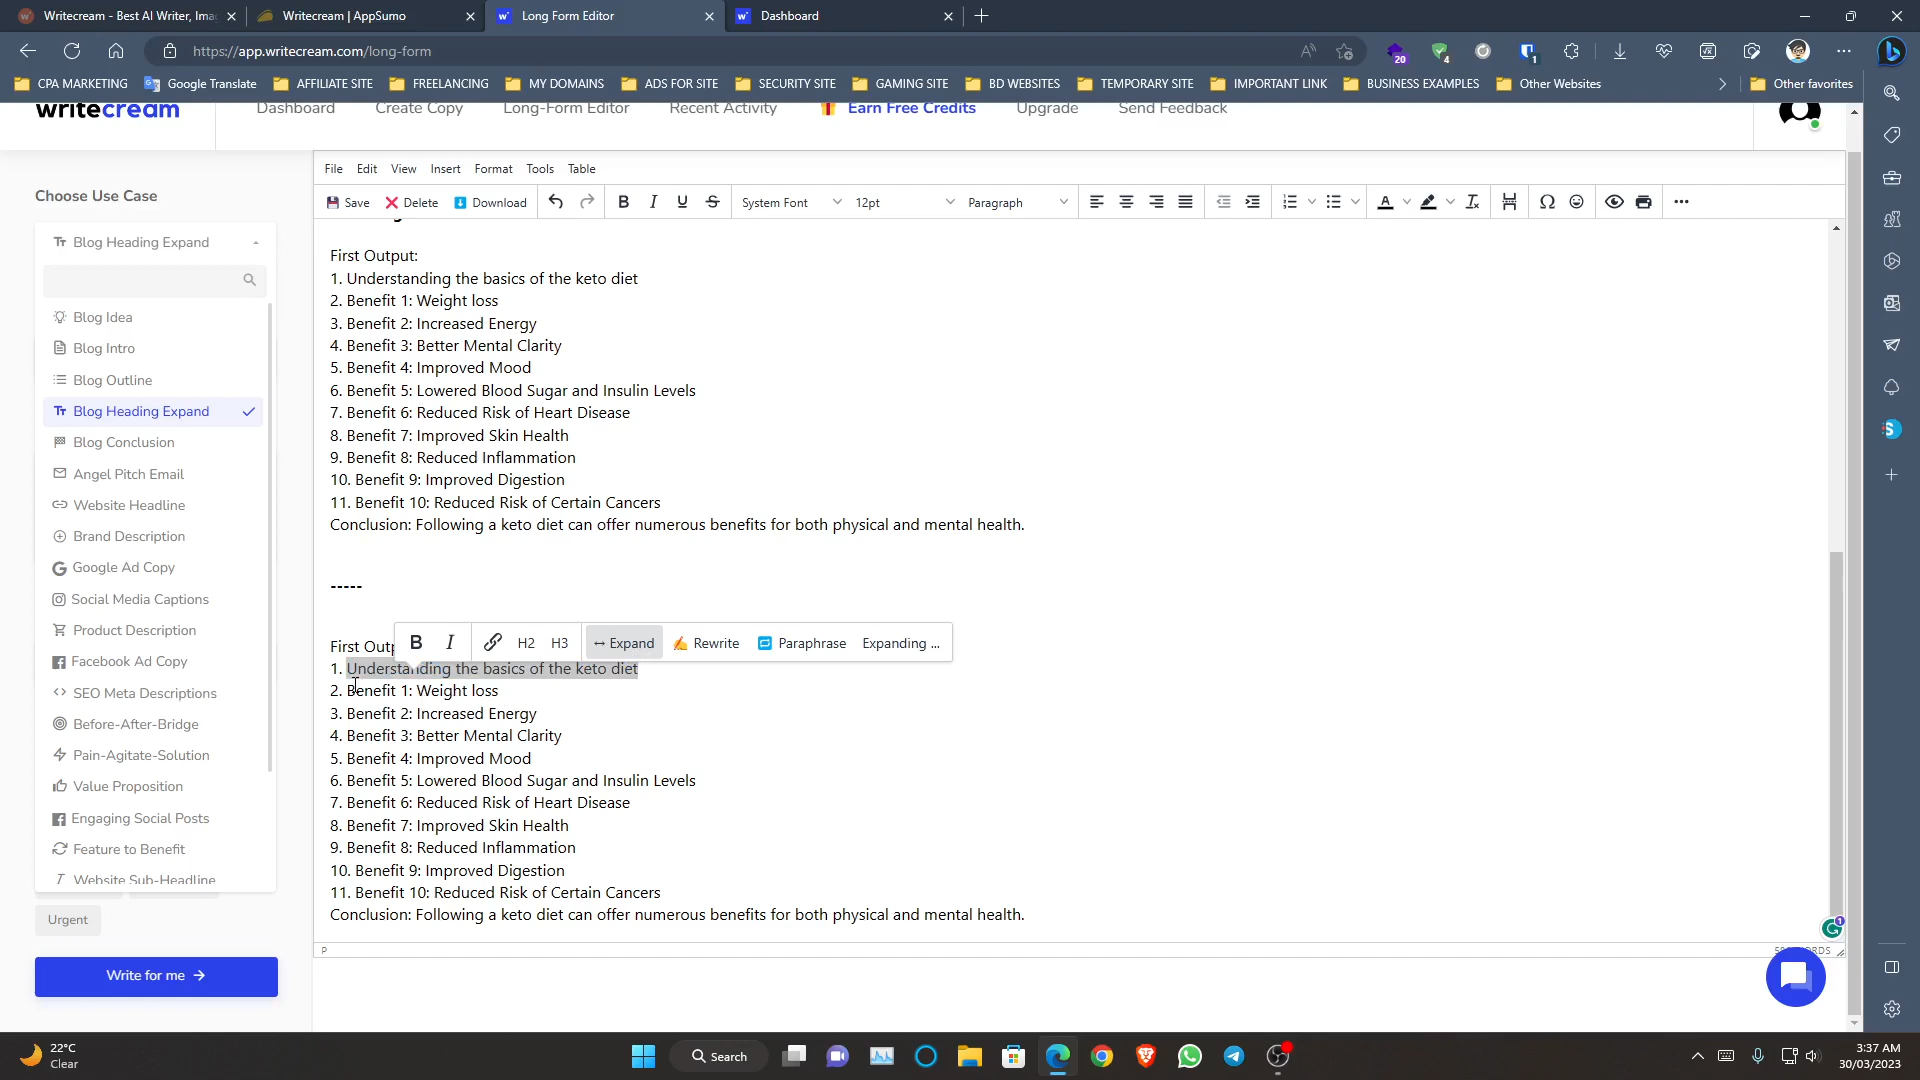 Writecream - Best AI Writer, Ima
Writecream | AppSumo
Long Form Editor
Dashboard
https://app.writecream.com/long-form
20
4
1
CPA MARKETING
Google Translate
AFFILIATE SITE
FREELANCING
MY DOMAINS
ADS FOR SITE
SECURITY SITE
GAMING SITE
BD WEBSITES
TEMPORARY SITE
IMPORTANT LINK
BUSINESS EXAMPLES
Other Websites
Other favorites
writecream
Dashboard
Create Copy
Long-Form Editor
Recent Activity
Earn Free Credits
Upgrade
Send Feedback
File Edit View Insert Format Tools Table
Save Delete Download B I U S System Font 12pt Paragraph
Choose Use Case
Blog Heading Expand
Blog Idea
Blog Intro
Blog Outline
Blog Heading Expand
Blog Conclusion
Angel Pitch Email
Website Headline
Brand Description
Google Ad Copy
Social Media Captions
Product Description
Facebook Ad Copy
SEO Meta Descriptions
Before-After-Bridge
Pain-Agitate-Solution
Value Proposition
Engaging Social Posts
Feature to Benefit
Website Sub-Headline
Urgent
Write for me →
First Output:
1. Understanding the basics of the keto diet
2. Benefit 1: Weight loss
3. Benefit 2: Increased Energy
4. Benefit 3: Better Mental Clarity
5. Benefit 4: Improved Mood
6. Benefit 5: Lowered Blood Sugar and Insulin Levels
7. Benefit 6: Reduced Risk of Heart Disease
8. Benefit 7: Improved Skin Health
9. Benefit 8: Reduced Inflammation
10. Benefit 9: Improved Digestion
11. Benefit 10: Reduced Risk of Certain Cancers
Conclusion: Following a keto diet can offer numerous benefits for both physical and mental health.
-----
B I H2 H3 Expand Rewrite Paraphrase Expanding ...
First Outp
1. Understanding the basics of the keto diet
2. Benefit 1: Weight loss
3. Benefit 2: Increased Energy
4. Benefit 3: Better Mental Clarity
5. Benefit 4: Improved Mood
6. Benefit 5: Lowered Blood Sugar and Insulin Levels
7. Benefit 6: Reduced Risk of Heart Disease
8. Benefit 7: Improved Skin Health
9. Benefit 8: Reduced Inflammation
10. Benefit 9: Improved Digestion
11. Benefit 10: Reduced Risk of Certain Cancers
Conclusion: Following a keto diet can offer numerous benefits for both physical and mental health.
P
22°C
Clear
Search
3:37 AM
30/03/2023